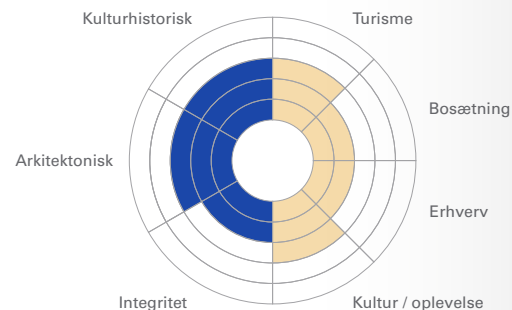 Kulturhistorisk
Turisme
Bosætning
Arkitektonisk
Erhverv
Integritet
Kultur / oplevelse